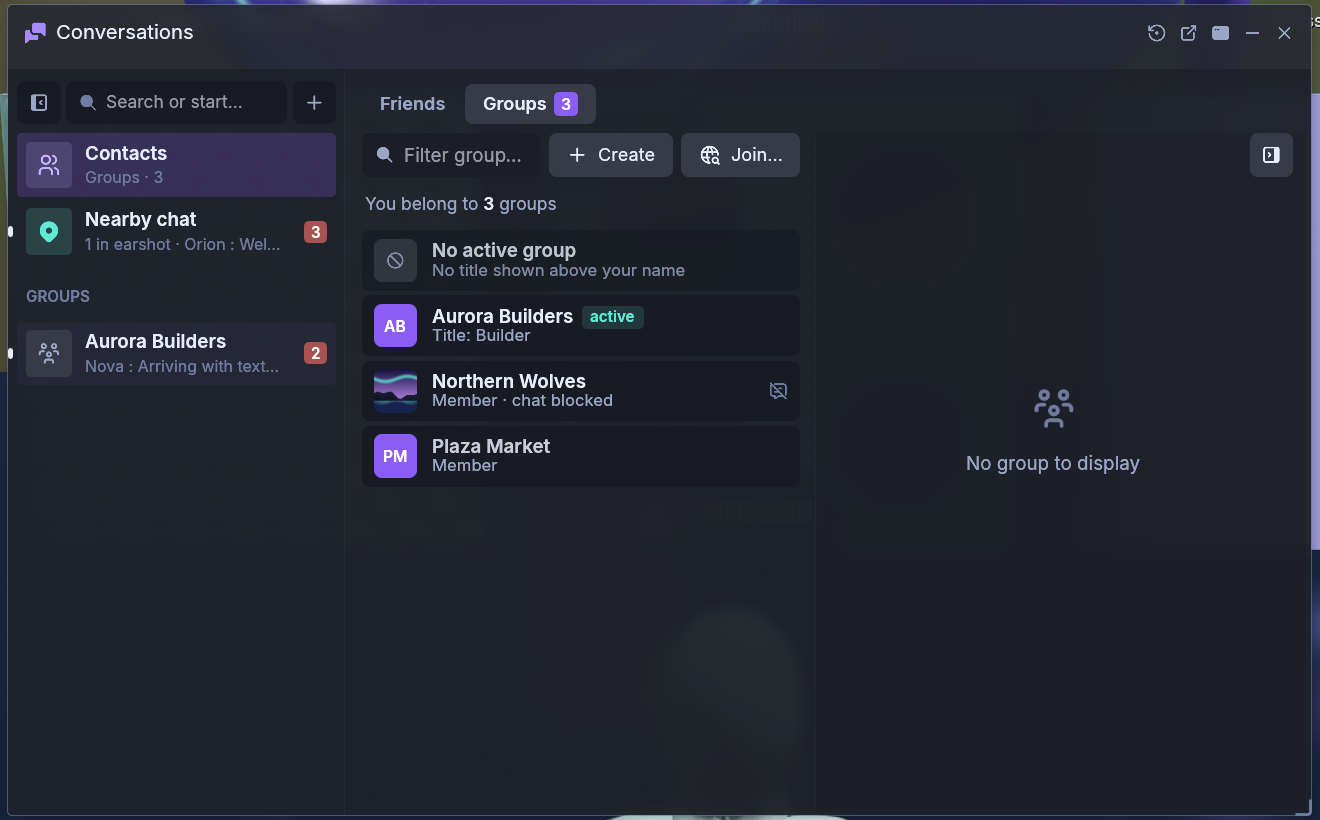 Conversations
Search or start...
Contacts
Groups · 3
Nearby chat
1 in earshot · Orion : Wel...
3
GROUPS
Aurora Builders
Nova : Arriving with text...
2
Friends
Groups 3
Filter group...
Create
Join...
You belong to 3 groups
No active group
No title shown above your name
AB
Aurora Builders active
Title: Builder
Northern Wolves
Member · chat blocked
PM
Plaza Market
Member
No group to display